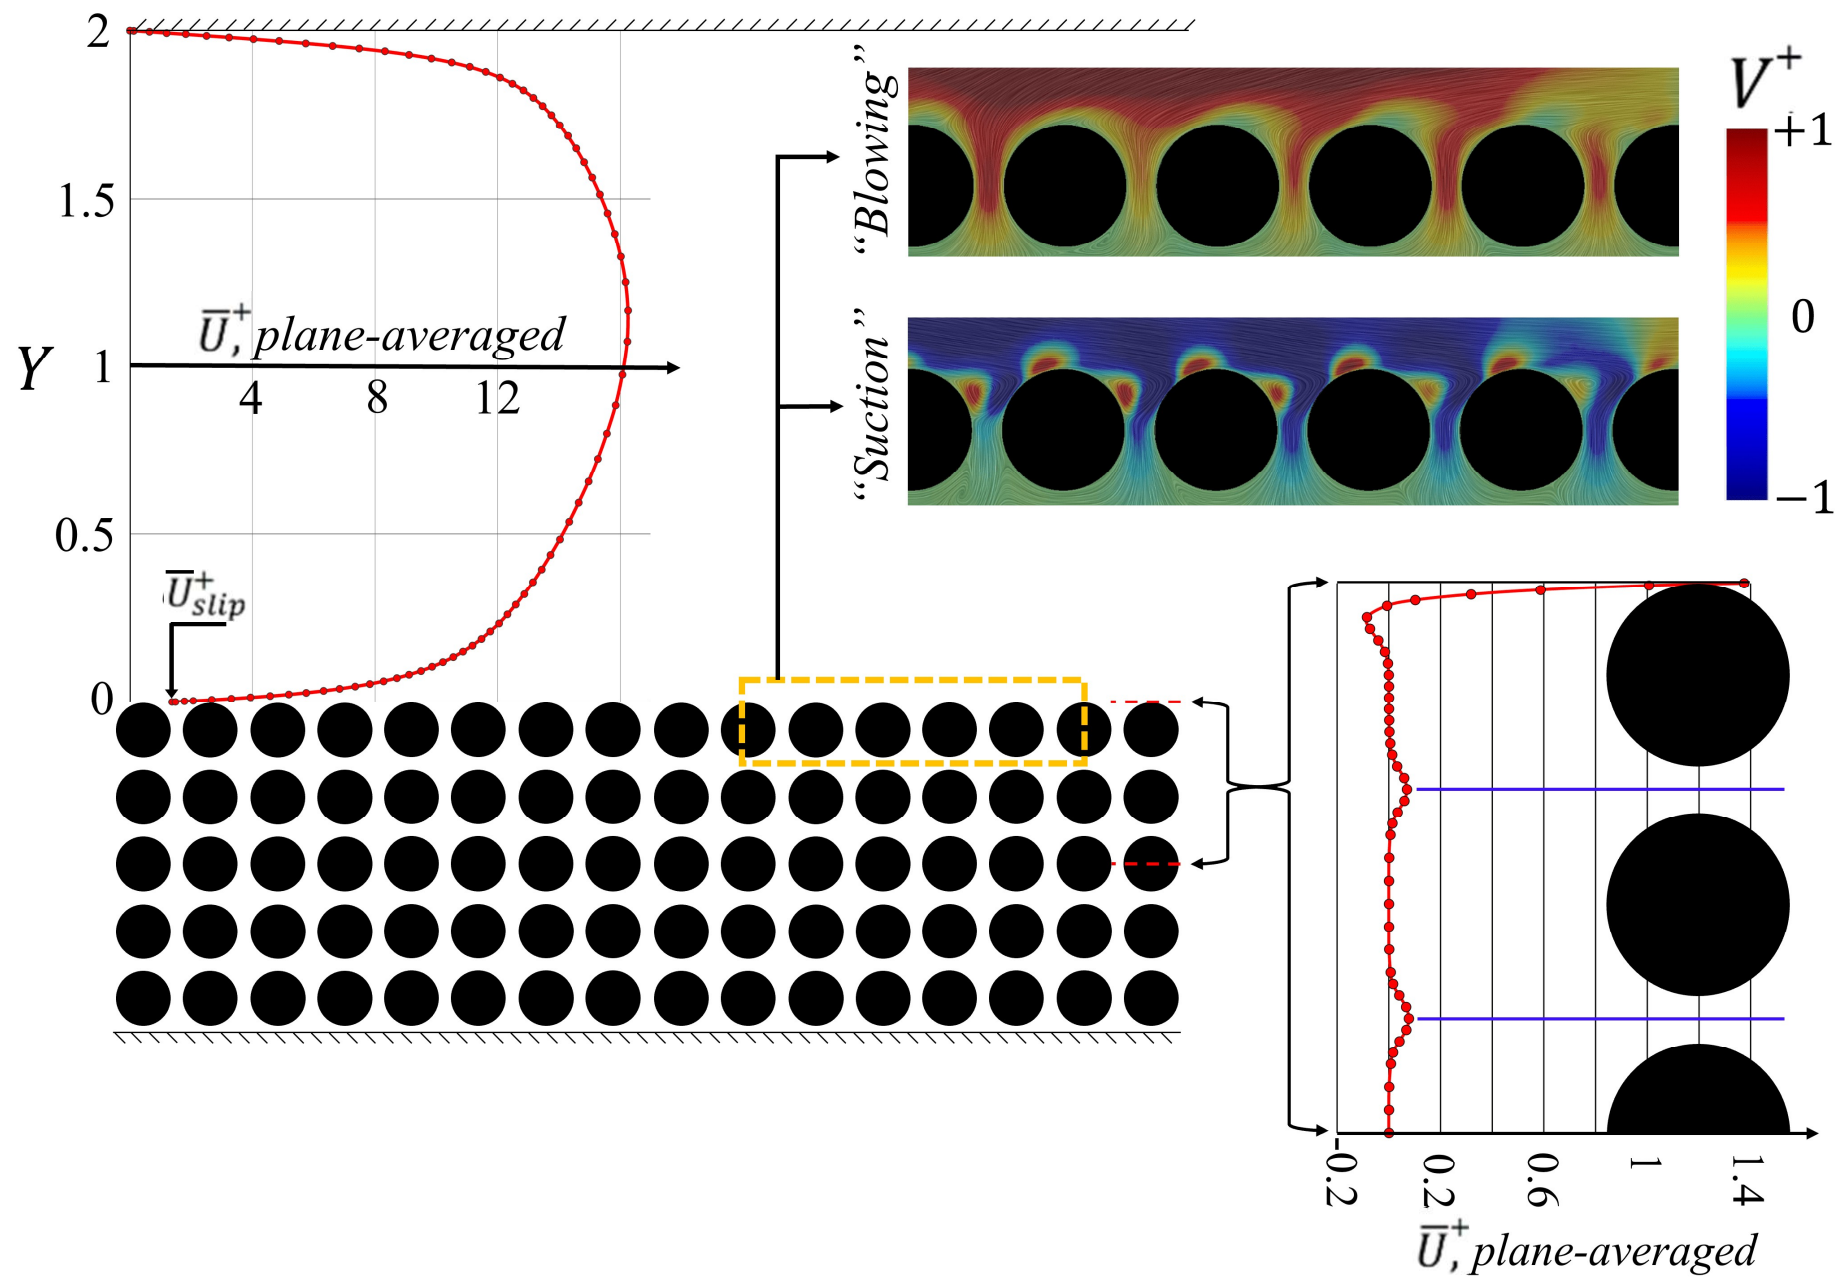 2
1.5
Y
1
0.5
0
U̅⁺, plane-averaged
4 8 12
U̅⁺slip
“Blowing”
“Suction”
V⁺
+1
0
−1
-0.2 0.2 0.6 1 1.4
U̅⁺, plane-averaged